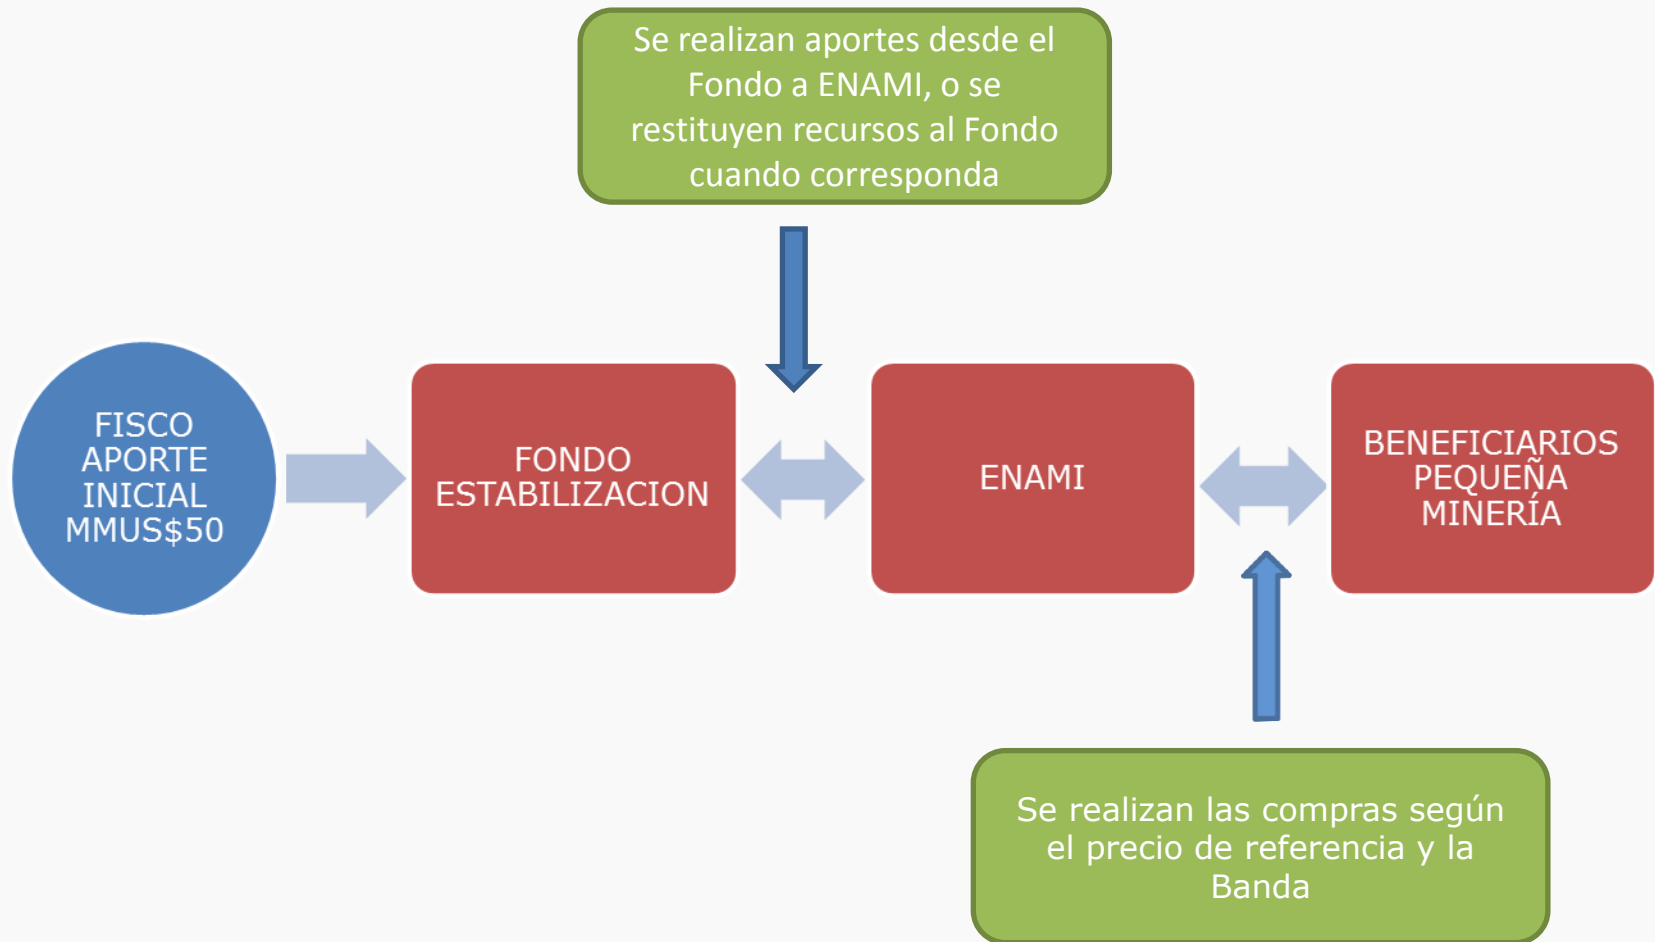 Se realizan aportes desde el
Fondo a ENAMI, o se
restituyen recursos al Fondo
cuando corresponda
FISCO
APORTE
INICIAL
MMUS$50
FONDO
ESTABILIZACION
ENAMI
BENEFICIARIOS
PEQUEÑA
MINERÍA
Se realizan las compras según
el precio de referencia y la
Banda